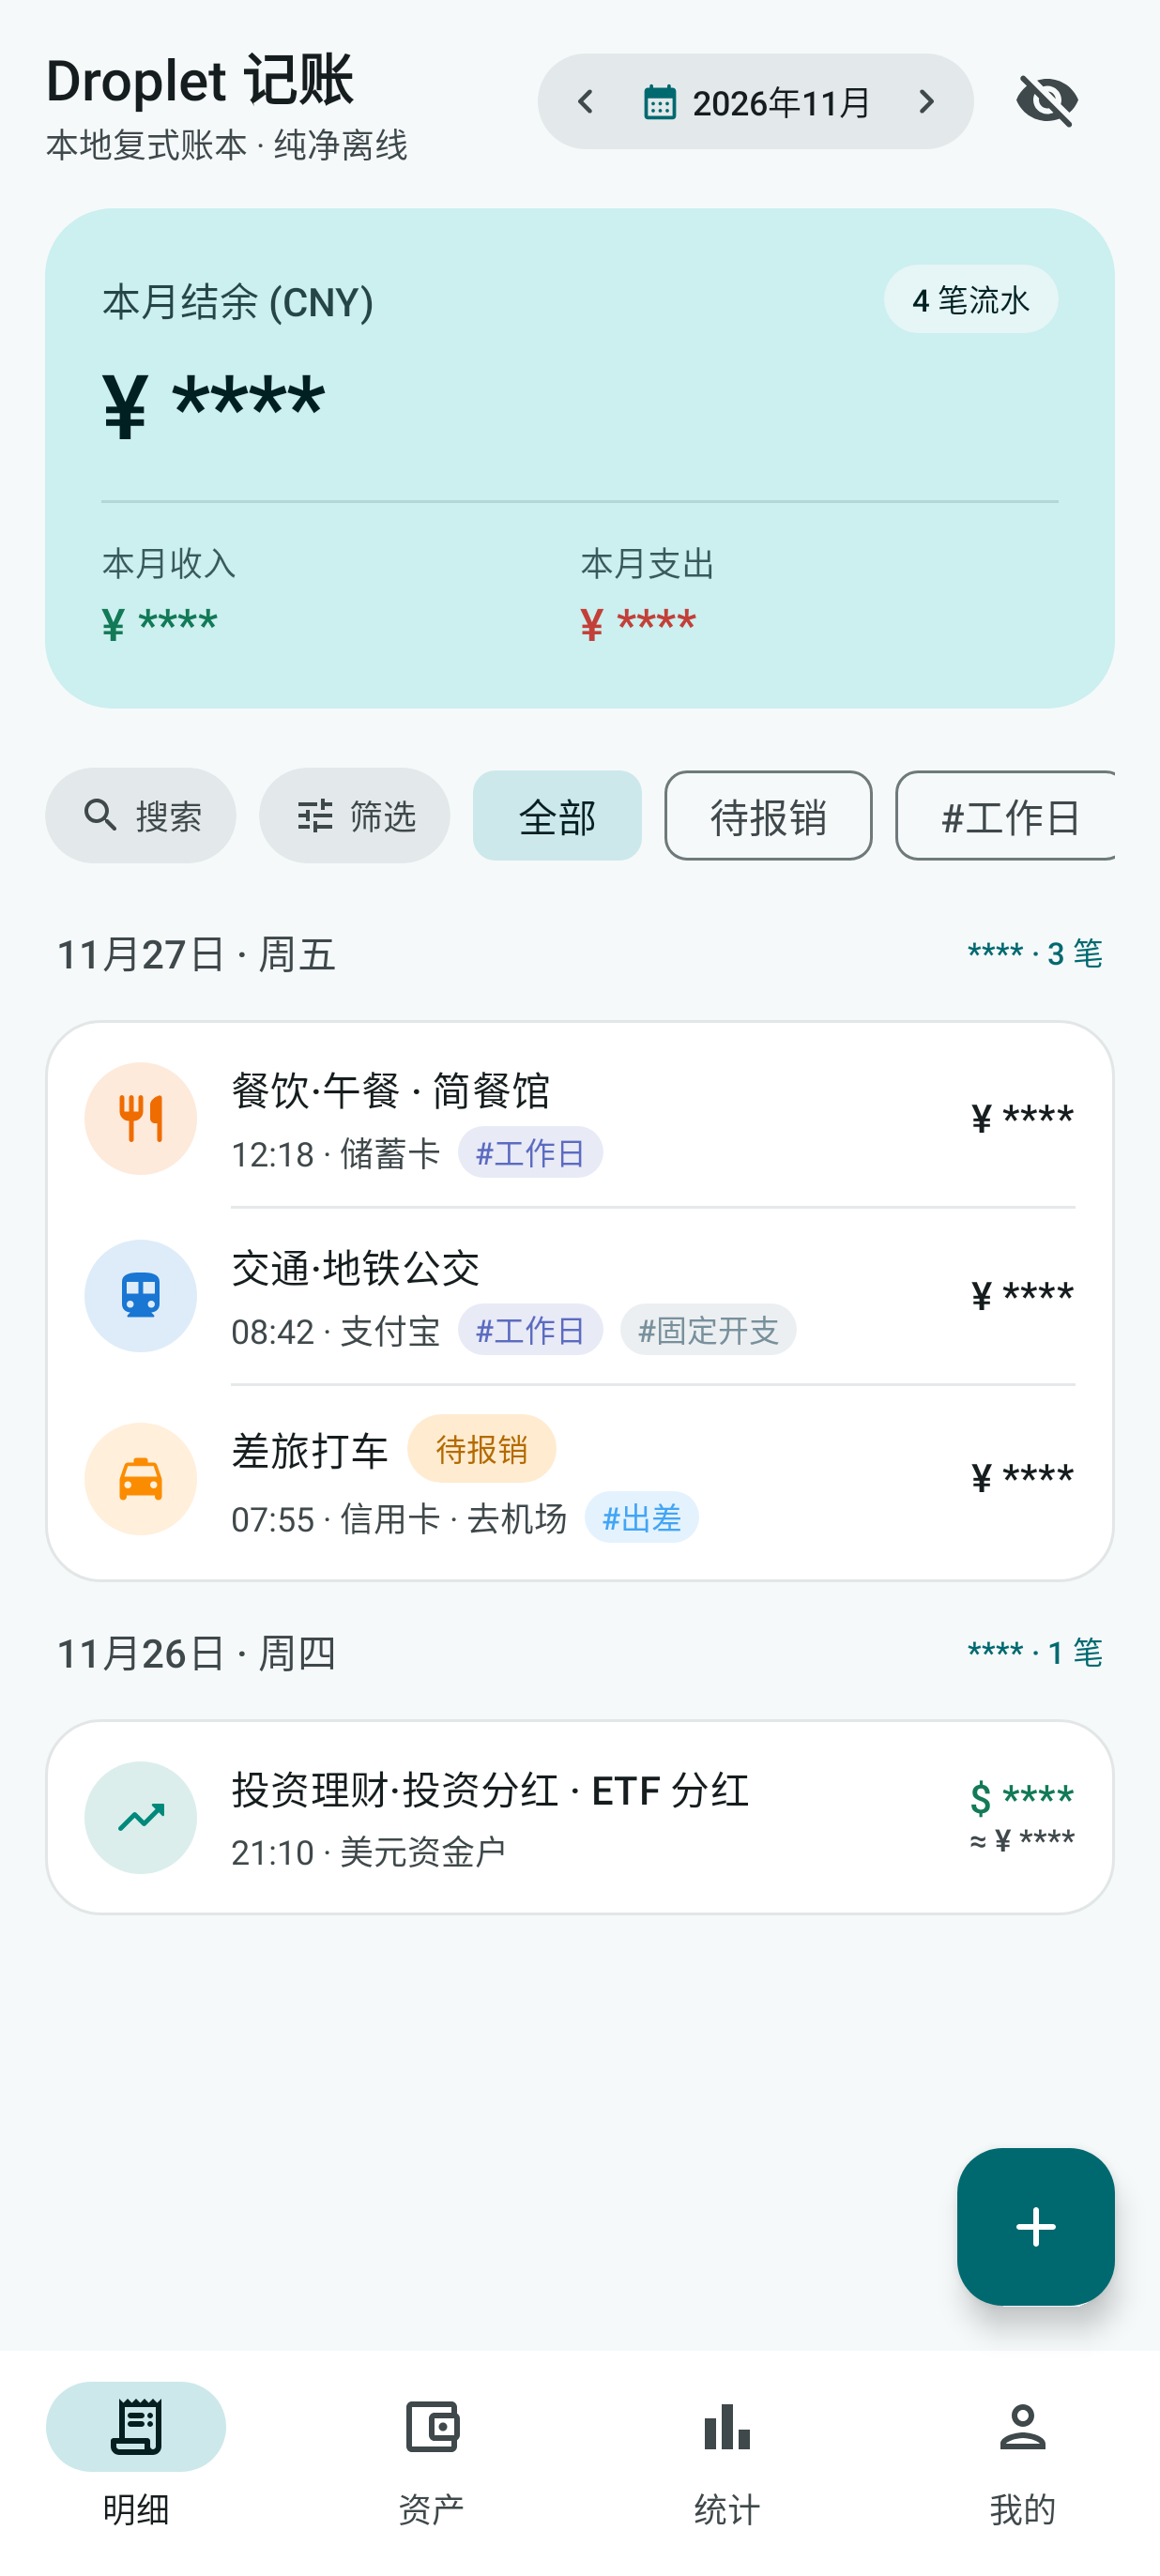 Droplet 记账
本地复式账本 · 纯净离线
2026年11月
本月结余 (CNY)
4 笔流水
¥ ****
本月收入
本月支出
¥ ****
¥ ****
搜索
筛选
全部
待报销
#工作日
11月27日 · 周五
**** · 3 笔
餐饮·午餐 · 简餐馆
¥ ****
12:18 · 储蓄卡
#工作日
交通·地铁公交
¥ ****
08:42 · 支付宝
#工作日
#固定开支
差旅打车
待报销
¥ ****
07:55 · 信用卡 · 去机场
#出差
11月26日 · 周四
**** · 1 笔
投资理财·投资分红 · ETF 分红
$ ****
21:10 · 美元资金户
≈ ¥ ****
明细
资产
统计
我的